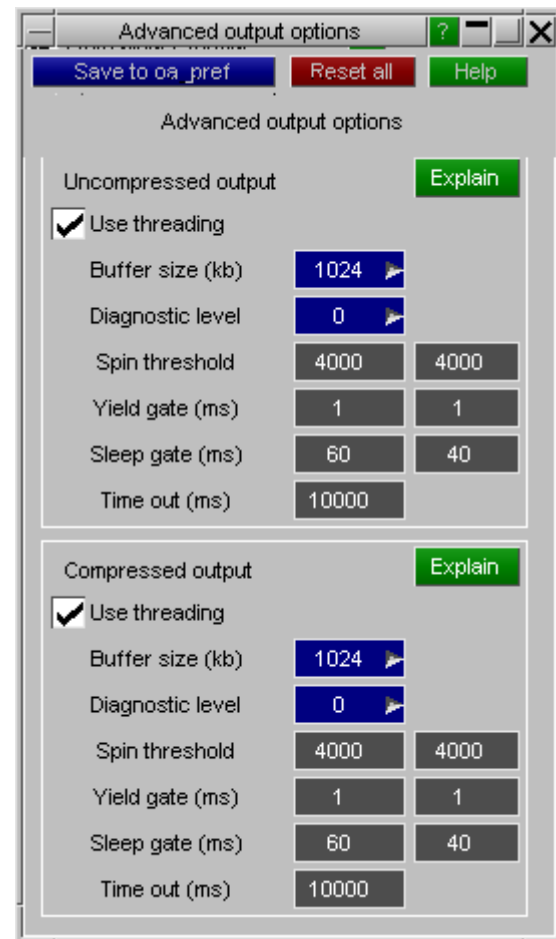 Advanced output options ?
Save to oa_pref Reset all Help
Advanced output options
Uncompressed output Explain
Use threading
Buffer size (kb) 1024
Diagnostic level 0
Spin threshold 4000 4000
Yield gate (ms) 1 1
Sleep gate (ms) 60 40
Time out (ms) 10000
Compressed output Explain
Use threading
Buffer size (kb) 1024
Diagnostic level 0
Spin threshold 4000 4000
Yield gate (ms) 1 1
Sleep gate (ms) 60 40
Time out (ms) 10000